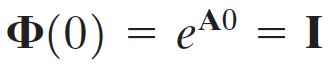 Φ(0) = e^{A0} = I